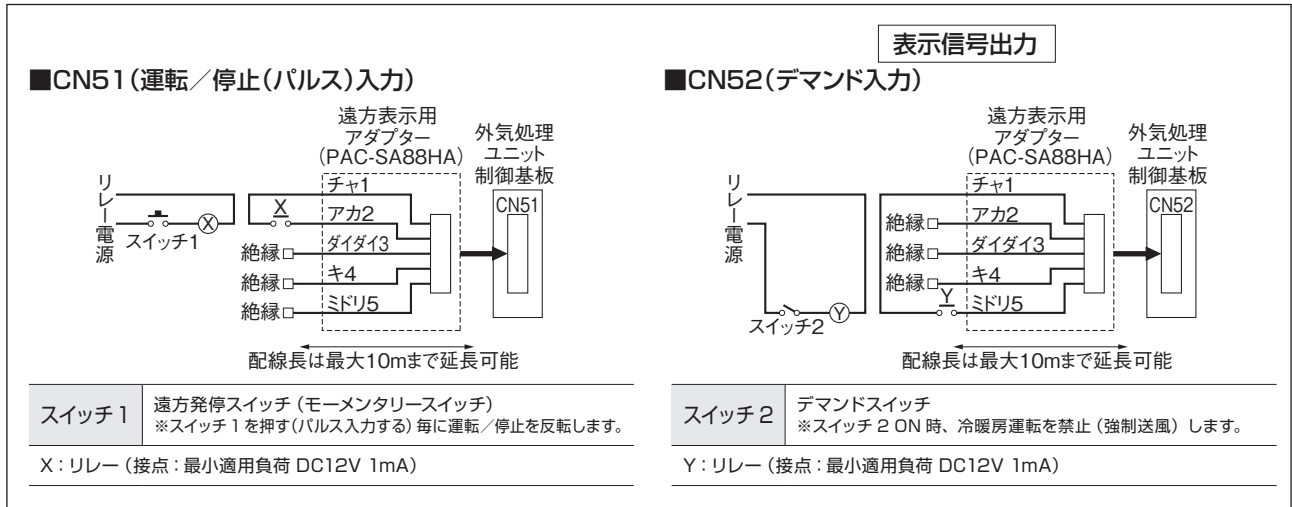 表示信号出力
■CN51（運転／停止（パルス）入力）
遠方表示用
アダプター
（PAC-SA88HA）
外気処理
ユニット
制御基板
リレー電源
スイッチ1
X
X
チャ1
アカ2
絶縁
ダイダイ3
絶縁
キ4
絶縁
ミドリ5
CN51
配線長は最大10mまで延長可能
スイッチ 1
遠方発停スイッチ（モーメンタリースイッチ）
※スイッチ 1 を押す（パルス入力する）毎に運転／停止を反転します。
X：リレー（接点：最小適用負荷 DC12V 1mA）
■CN52（デマンド入力）
遠方表示用
アダプター
（PAC-SA88HA）
外気処理
ユニット
制御基板
リレー電源
スイッチ2
Y
チャ1
絶縁
アカ2
絶縁
ダイダイ3
絶縁
キ4
Y
ミドリ5
CN52
配線長は最大10mまで延長可能
スイッチ 2
デマンドスイッチ
※スイッチ 2 ON 時、冷暖房運転を禁止（強制送風）します。
Y：リレー（接点：最小適用負荷 DC12V 1mA）